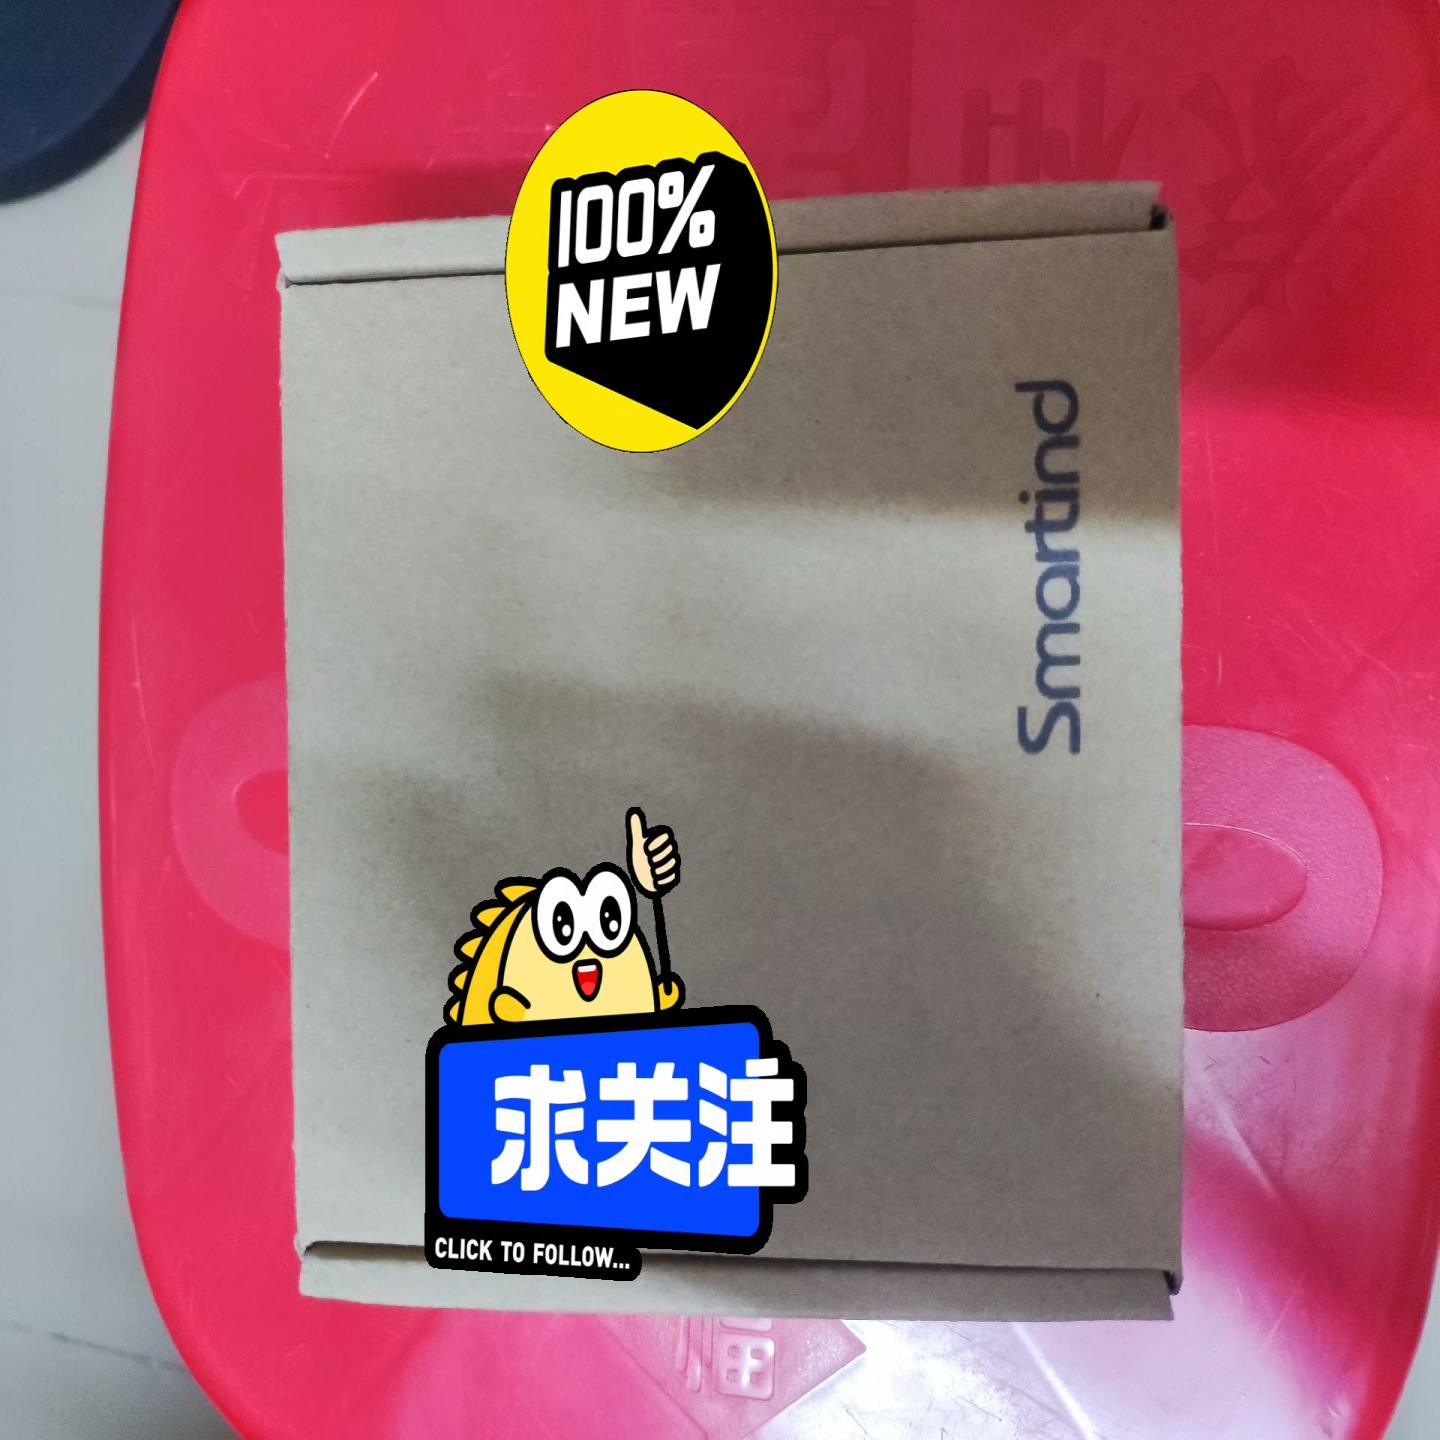 100%
NEW
Smartind
求关注
CLICK TO FOLLOW...